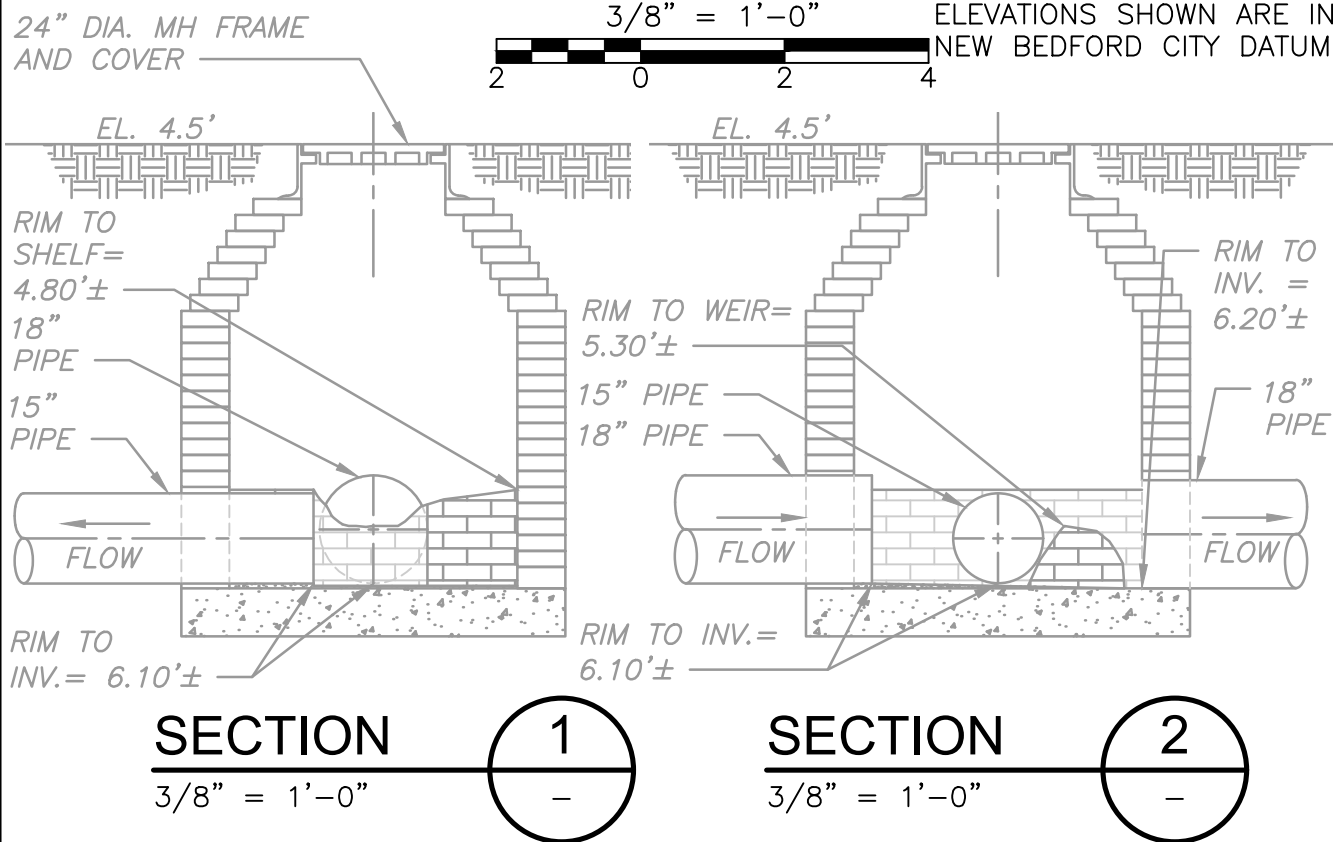 24” DIA. MH FRAME
AND COVER
3/8” = 1’-0”
2 0 2 4
ELEVATIONS SHOWN ARE IN
NEW BEDFORD CITY DATUM
EL. 4.5’
RIM TO
SHELF=
4.80’±
18”
PIPE
15”
PIPE
FLOW
RIM TO
INV.= 6.10’±
EL. 4.5’
RIM TO WEIR=
5.30’±
15” PIPE
18” PIPE
FLOW
RIM TO INV.=
6.10’±
RIM TO
INV. =
6.20’±
18”
PIPE
FLOW
SECTION 1
3/8” = 1’-0” -
SECTION 2
3/8” = 1’-0” -